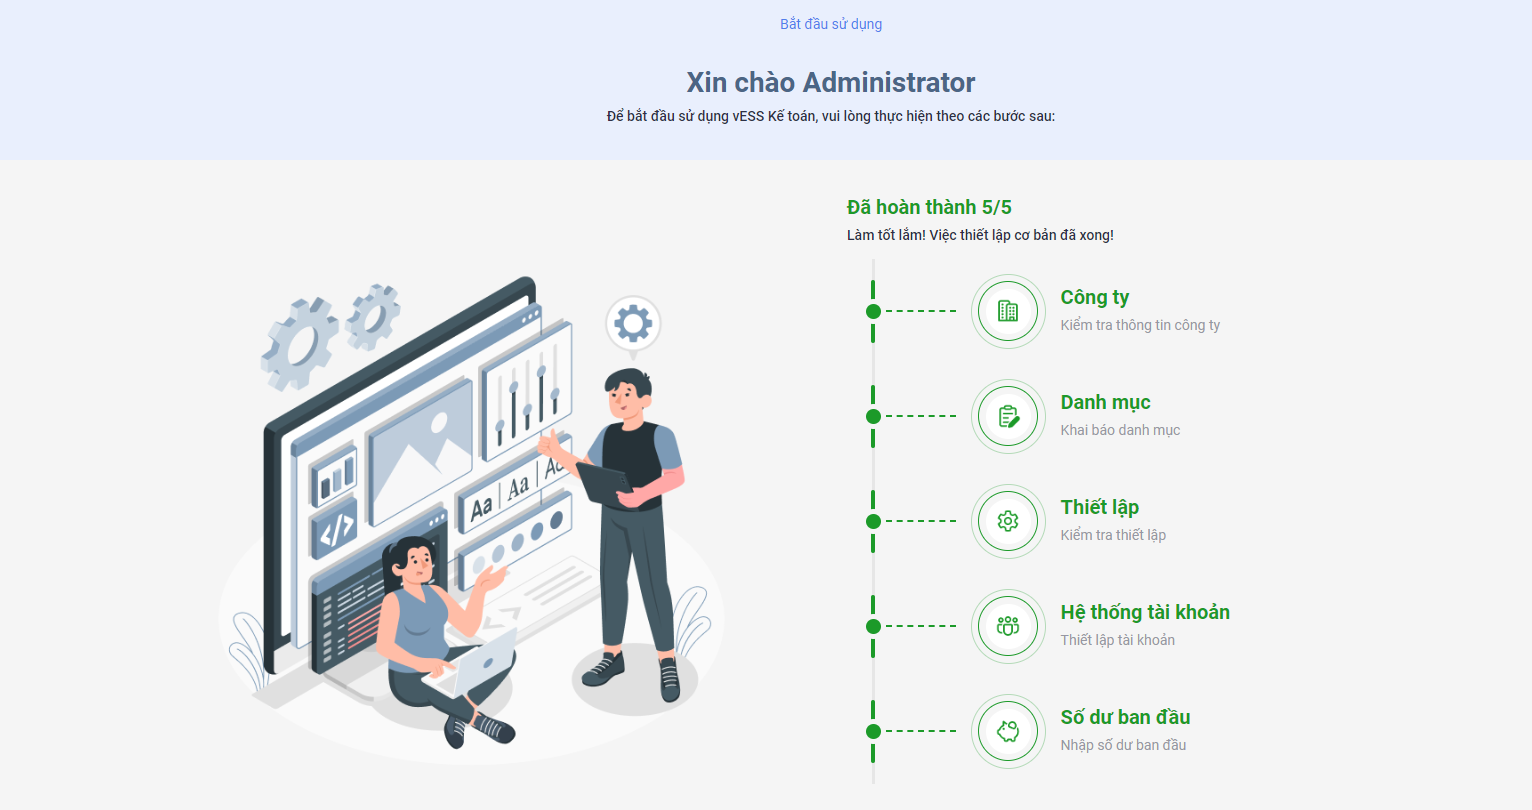 Bắt đầu sử dụng
Xin chào Administrator
Để bắt đầu sử dụng vESS Kế toán, vui lòng thực hiện theo các bước sau:
Đã hoàn thành 5/5
Làm tốt lắm! Việc thiết lập cơ bản đã xong!
Công ty
Kiểm tra thông tin công ty
Danh mục
Khai báo danh mục
Thiết lập
Kiểm tra thiết lập
Hệ thống tài khoản
Thiết lập tài khoản
Số dư ban đầu
Nhập số dư ban đầu
Aa | Aa | Aa
</>